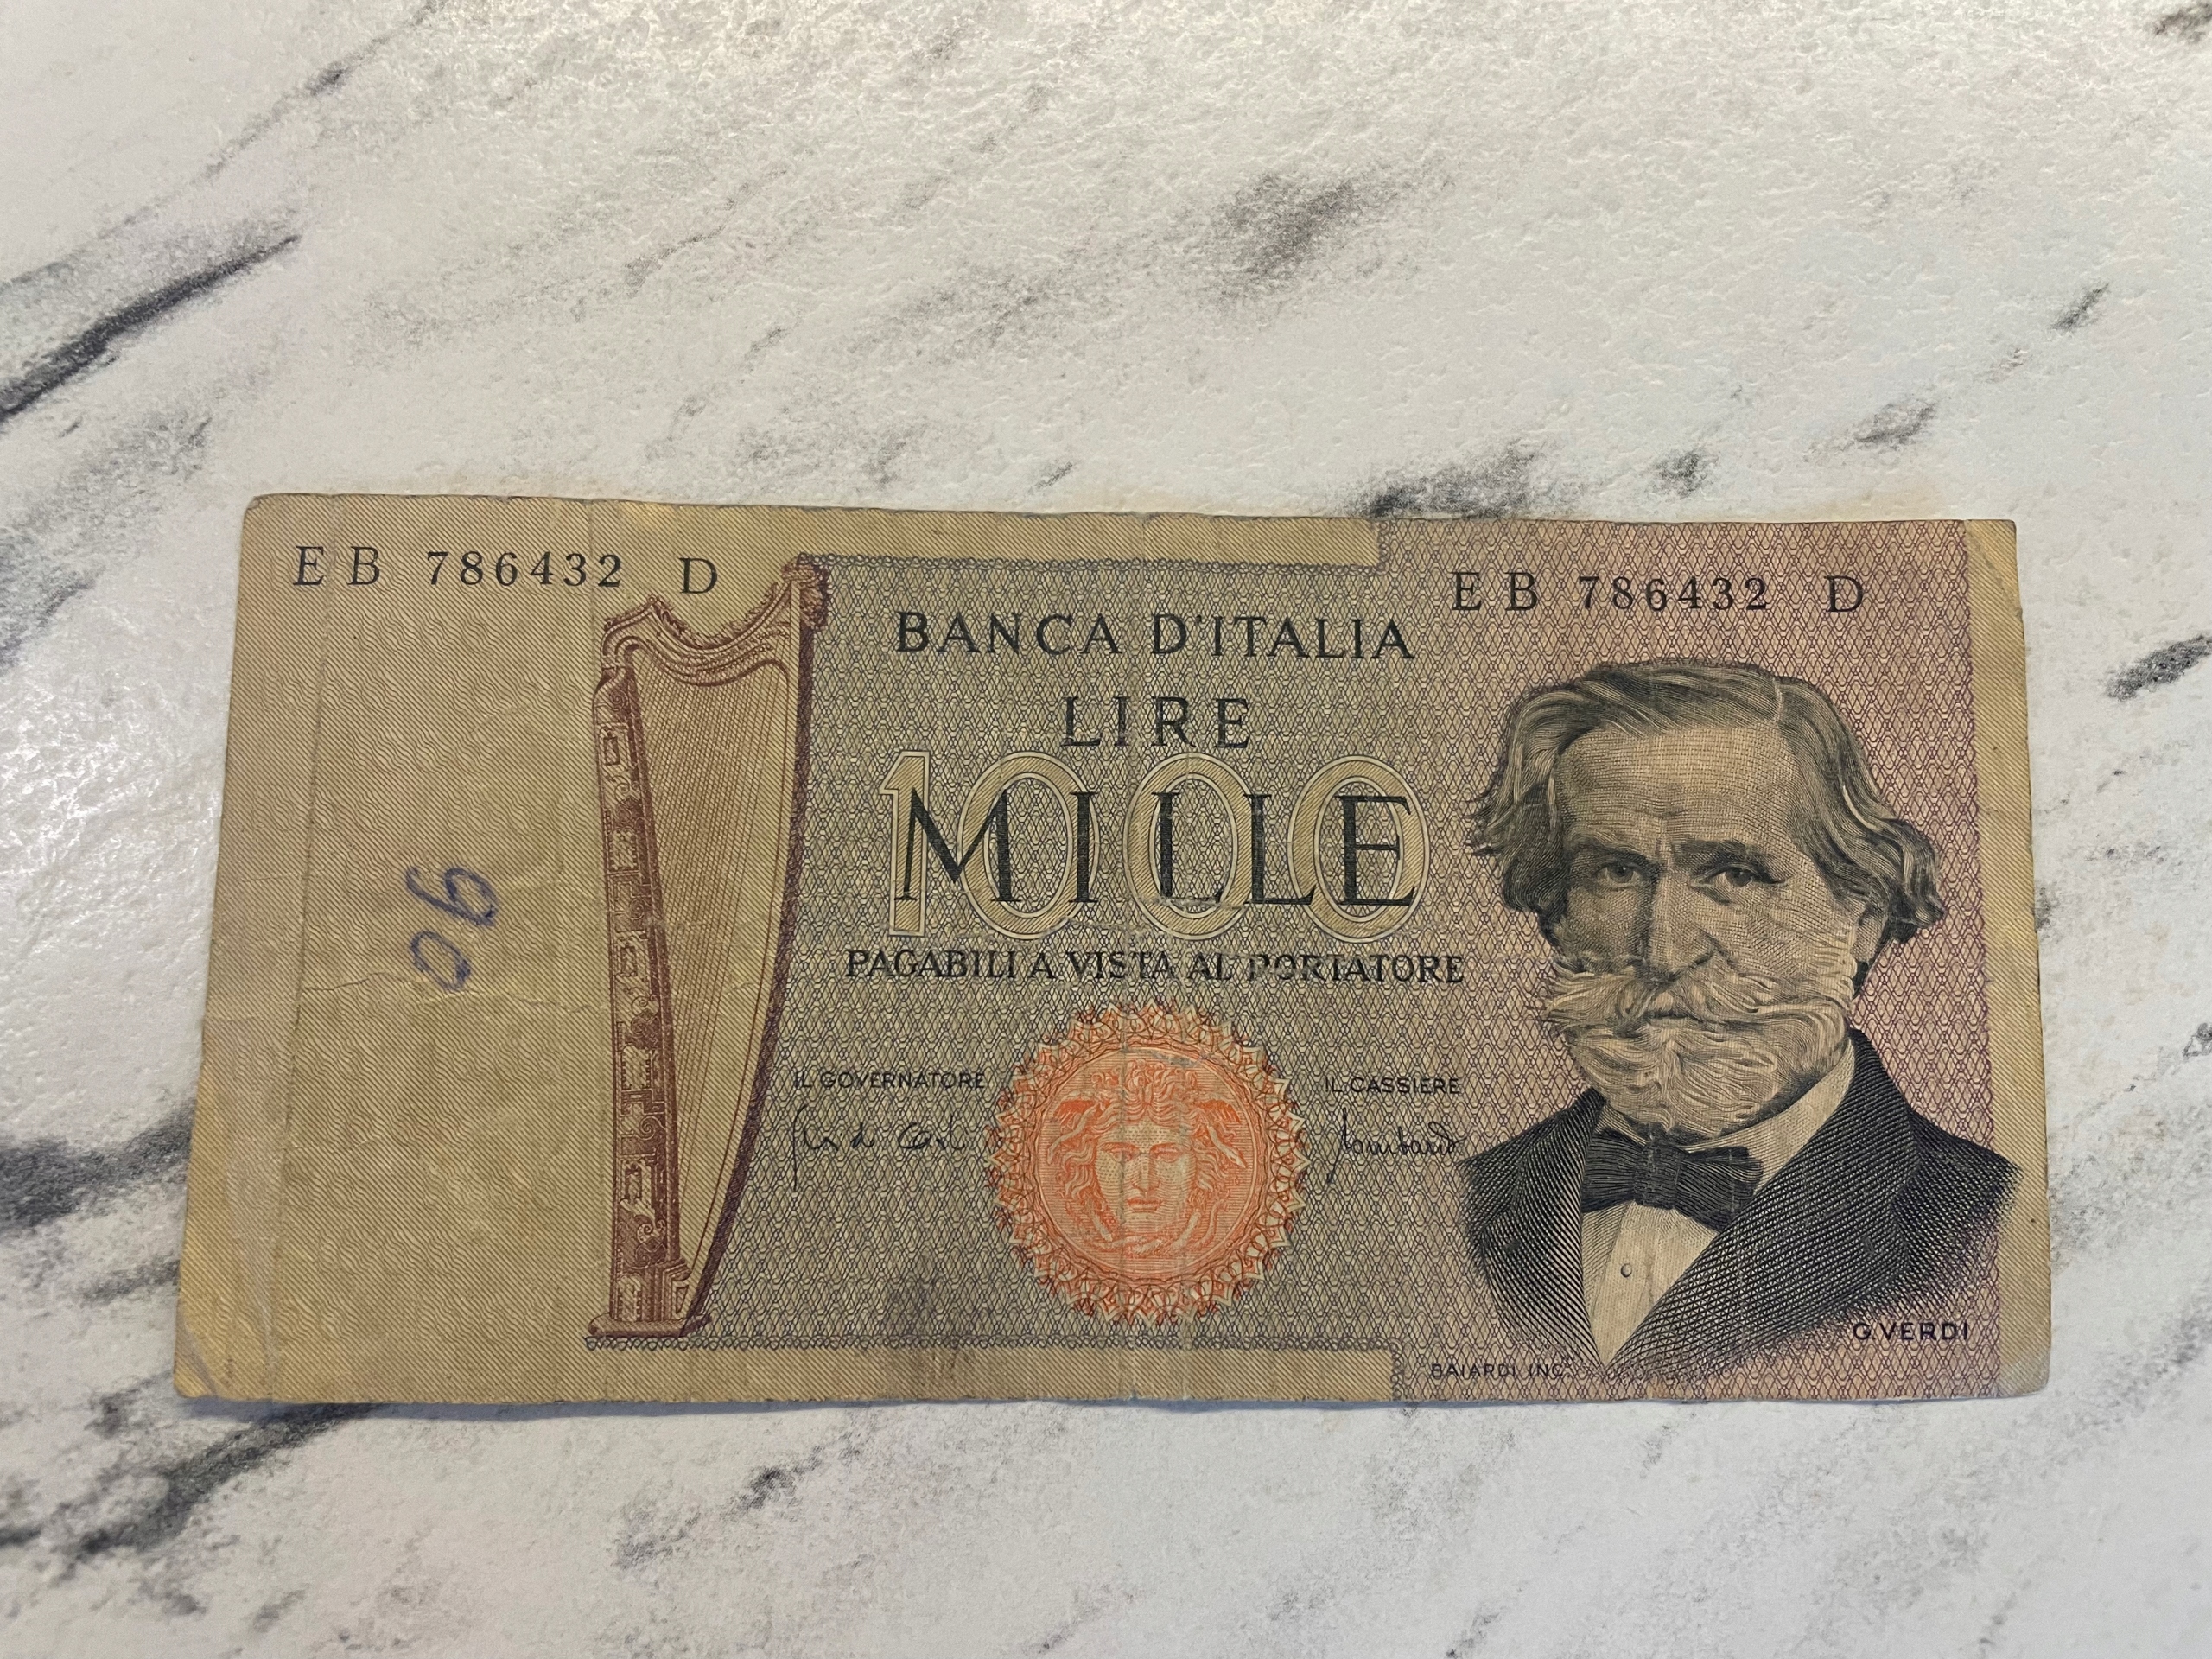 EB 786432 D
EB 786432 D
BANCA D'ITALIA
LIRE
1000
MILLE
PAGABILI A VISTA AL PORTATORE
IL GOVERNATORE
IL CASSIERE
G. VERDI
BAIARDI INC.